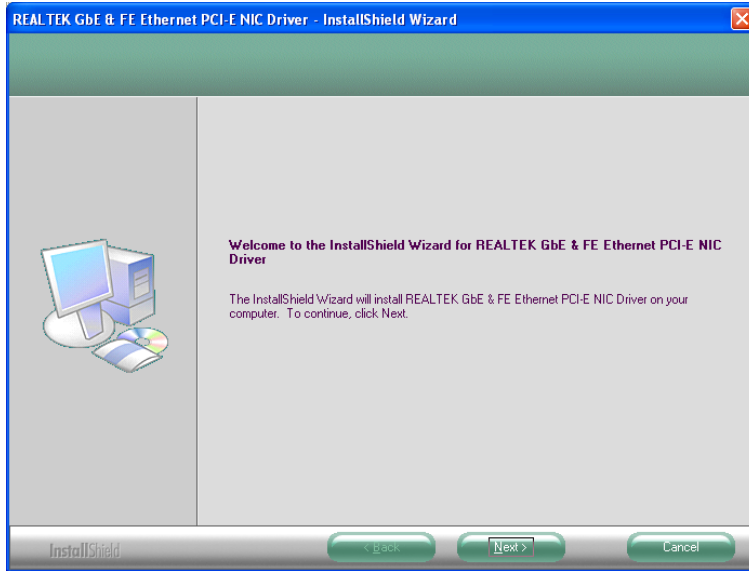 REALTEK GbE & FE Ethernet PCI-E NIC Driver - InstallShield Wizard
Welcome to the InstallShield Wizard for REALTEK GbE & FE Ethernet PCI-E NIC
Driver
The InstallShield Wizard will install REALTEK GbE & FE Ethernet PCI-E NIC Driver on your
computer. To continue, click Next.
InstallShield
< Back
Next >
Cancel